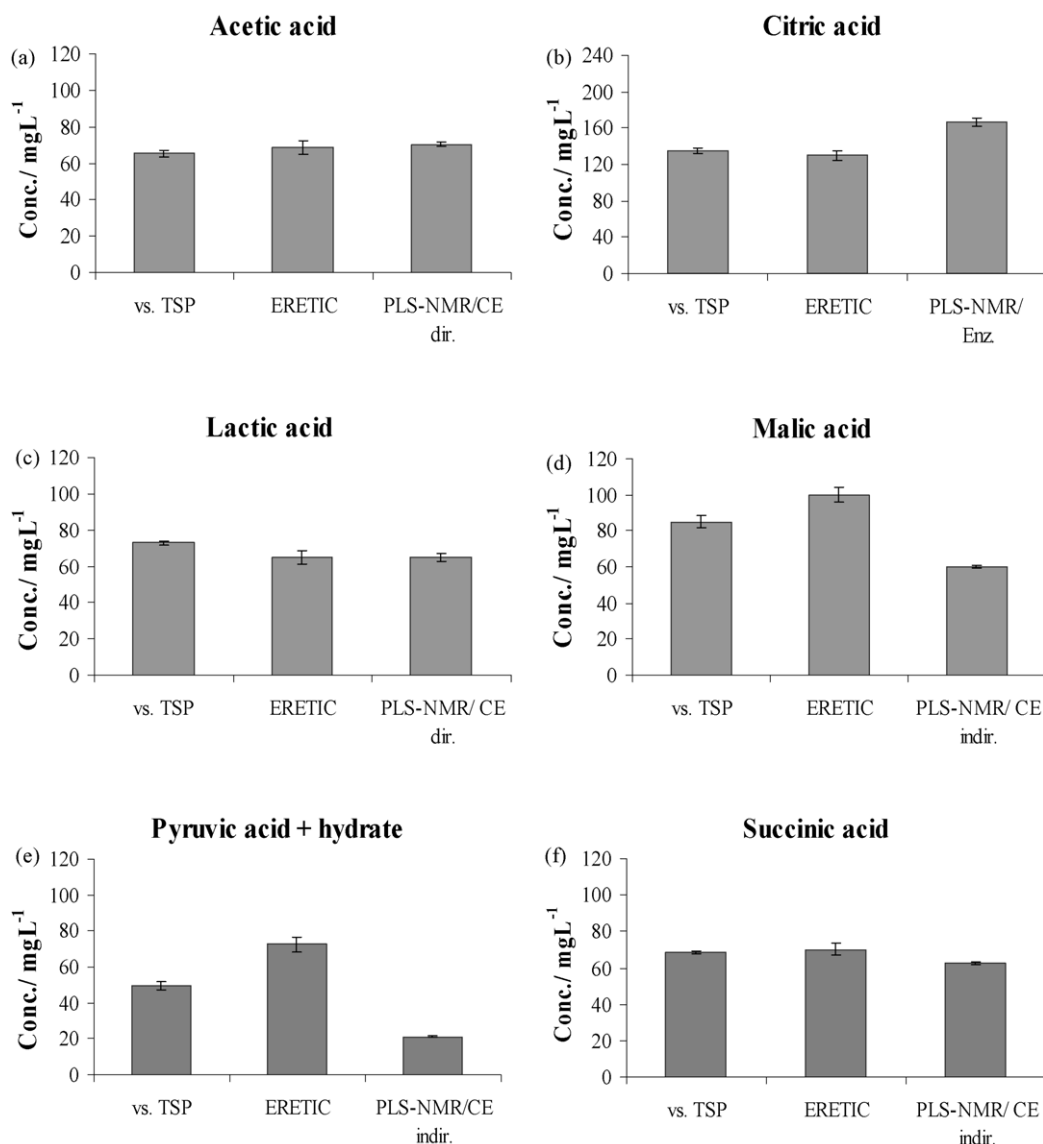 Acetic acid
(a)
Conc./ mgL⁻¹
120
100
80
60
40
20
0
vs. TSP
ERETIC
PLS-NMR/CE
dir.
Citric acid
(b)
Conc./ mgL⁻¹
240
200
160
120
80
40
0
vs. TSP
ERETIC
PLS-NMR/
Enz.
Lactic acid
(c)
Conc./ mgL⁻¹
120
100
80
60
40
20
0
vs. TSP
ERETIC
PLS-NMR/ CE
dir.
Malic acid
(d)
Conc./ mgL⁻¹
120
100
80
60
40
20
0
vs. TSP
ERETIC
PLS-NMR/ CE
indir.
Pyruvic acid + hydrate
(e)
Conc./ mgL⁻¹
120
100
80
60
40
20
0
vs. TSP
ERETIC
PLS-NMR/CE
indir.
Succinic acid
(f)
Conc./ mgL⁻¹
120
100
80
60
40
20
0
vs. TSP
ERETIC
PLS-NMR/ CE
indir.